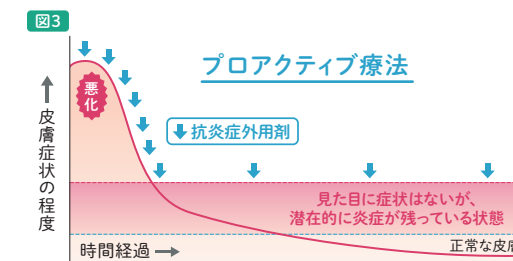 図3
プロアクティブ療法
悪化
抗炎症外用剤
皮膚症状の程度
見た目に症状はないが、
潜在的に炎症が残っている状態
正常な皮膚
時間経過